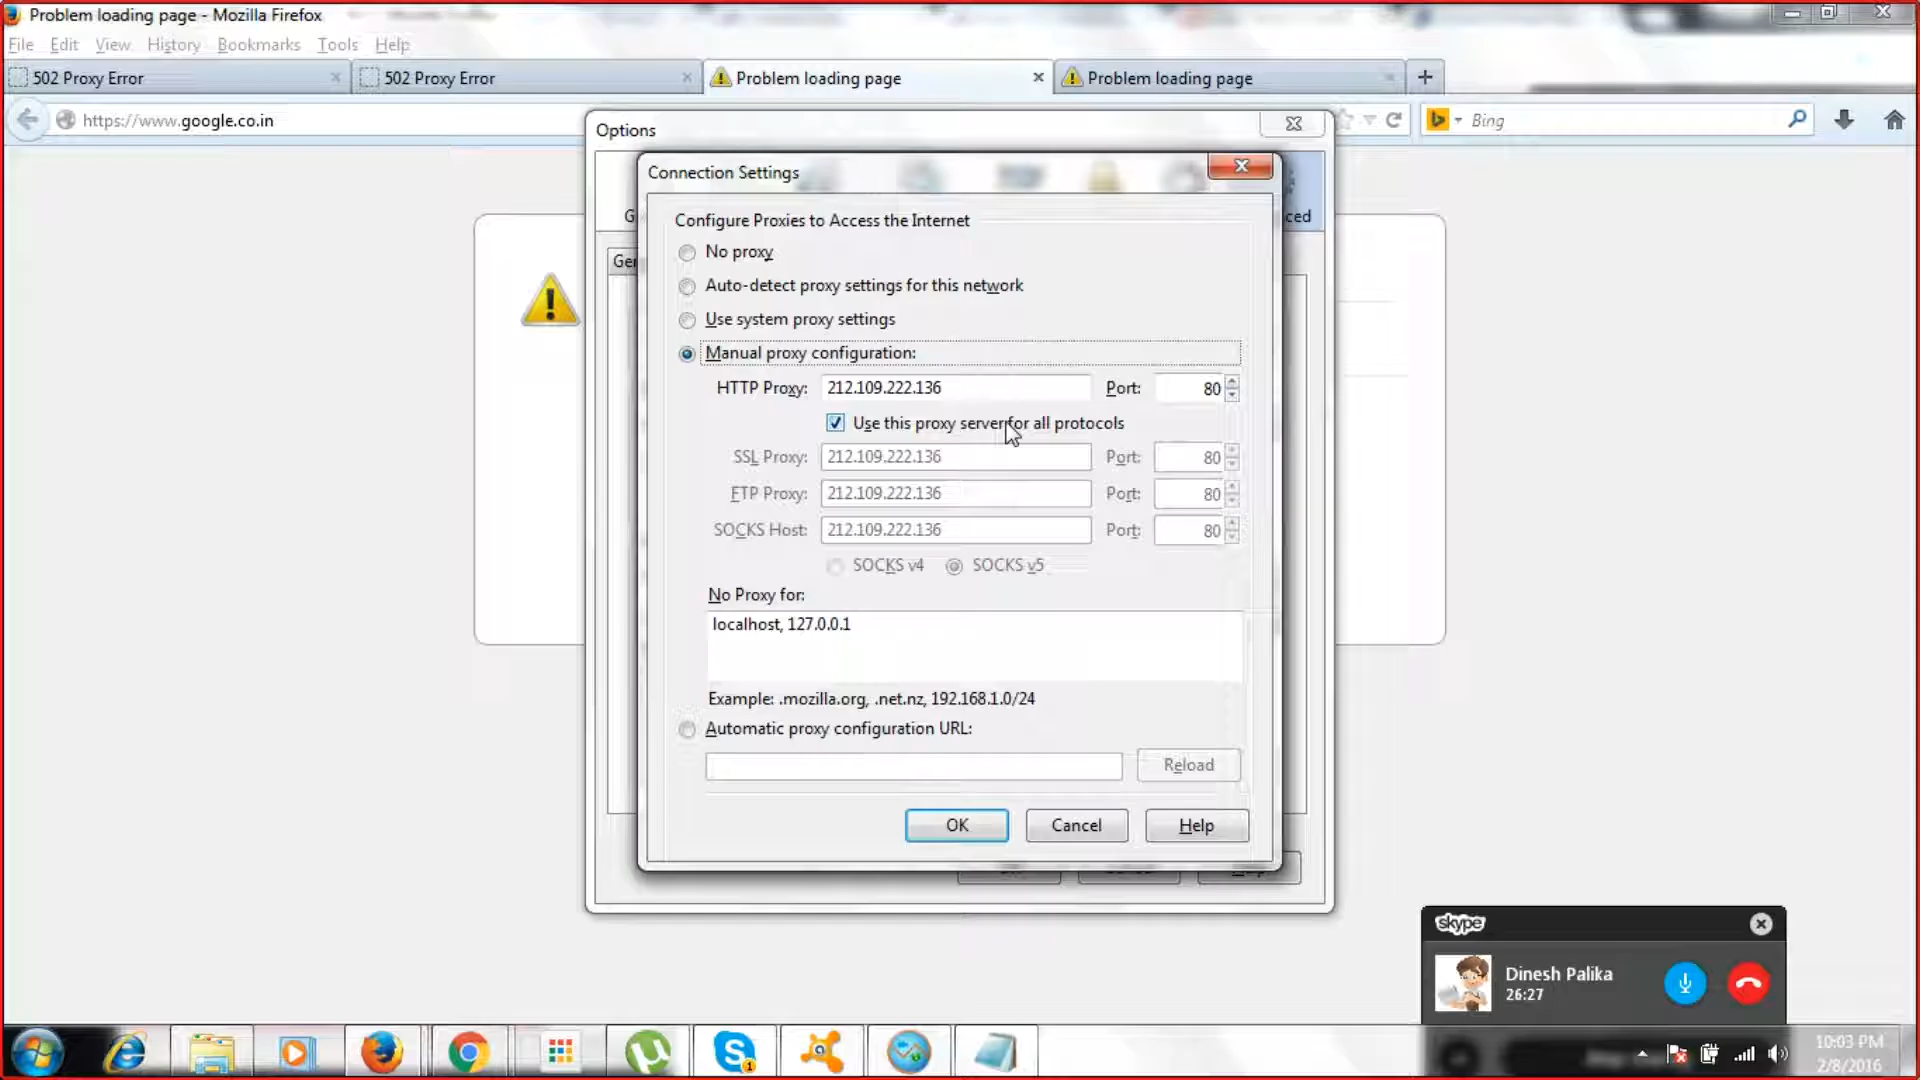 Problem loading page - Mozilla Firefox
File Edit View History Bookmarks Tools Help
502 Proxy Error
502 Proxy Error
Problem loading page
Problem loading page
https://www.google.co.in
Bing
Options
Connection Settings
Configure Proxies to Access the Internet
No proxy
Auto-detect proxy settings for this network
Use system proxy settings
Manual proxy configuration:
HTTP Proxy: 212.109.222.136 Port: 80
Use this proxy server for all protocols
SSL Proxy: 212.109.222.136 Port: 80
FTP Proxy: 212.109.222.136 Port: 80
SOCKS Host: 212.109.222.136 Port: 80
SOCKS v4 SOCKS v5
No Proxy for:
localhost, 127.0.0.1
Example: .mozilla.org, .net.nz, 192.168.1.0/24
Automatic proxy configuration URL:
Reload
OK Cancel Help
skype
Dinesh Palika
26:27
10:03 PM
2/8/2016